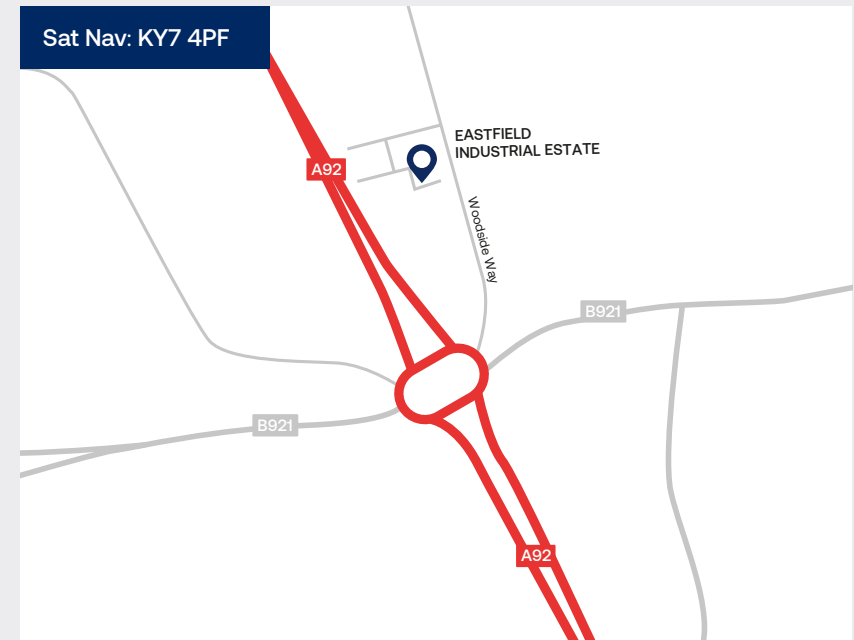 Sat Nav: KY7 4PF
EASTFIELD
INDUSTRIAL ESTATE
A92
Woodside Way
B921
B921
A92